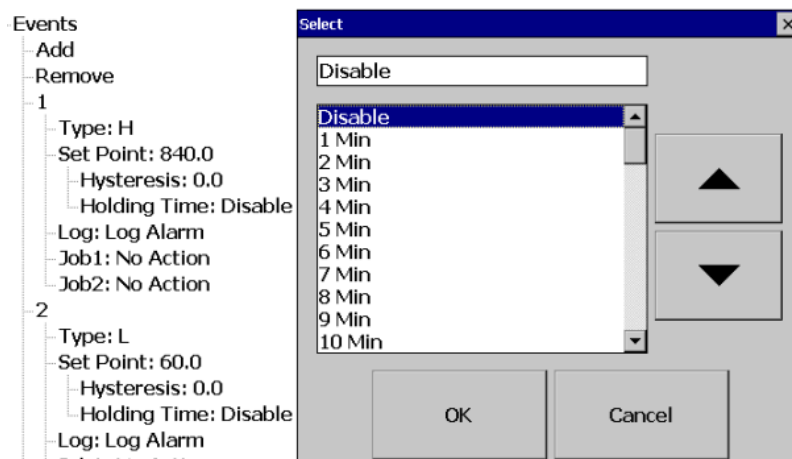 Events
Add
Remove
1
Type: H
Set Point: 840.0
Hysteresis: 0.0
Holding Time: Disable
Log: Log Alarm
Job1: No Action
Job2: No Action
2
Type: L
Set Point: 60.0
Hysteresis: 0.0
Holding Time: Disable
Log: Log Alarm
Select
Disable
Disable
1 Min
2 Min
3 Min
4 Min
5 Min
6 Min
7 Min
8 Min
9 Min
10 Min
OK
Cancel